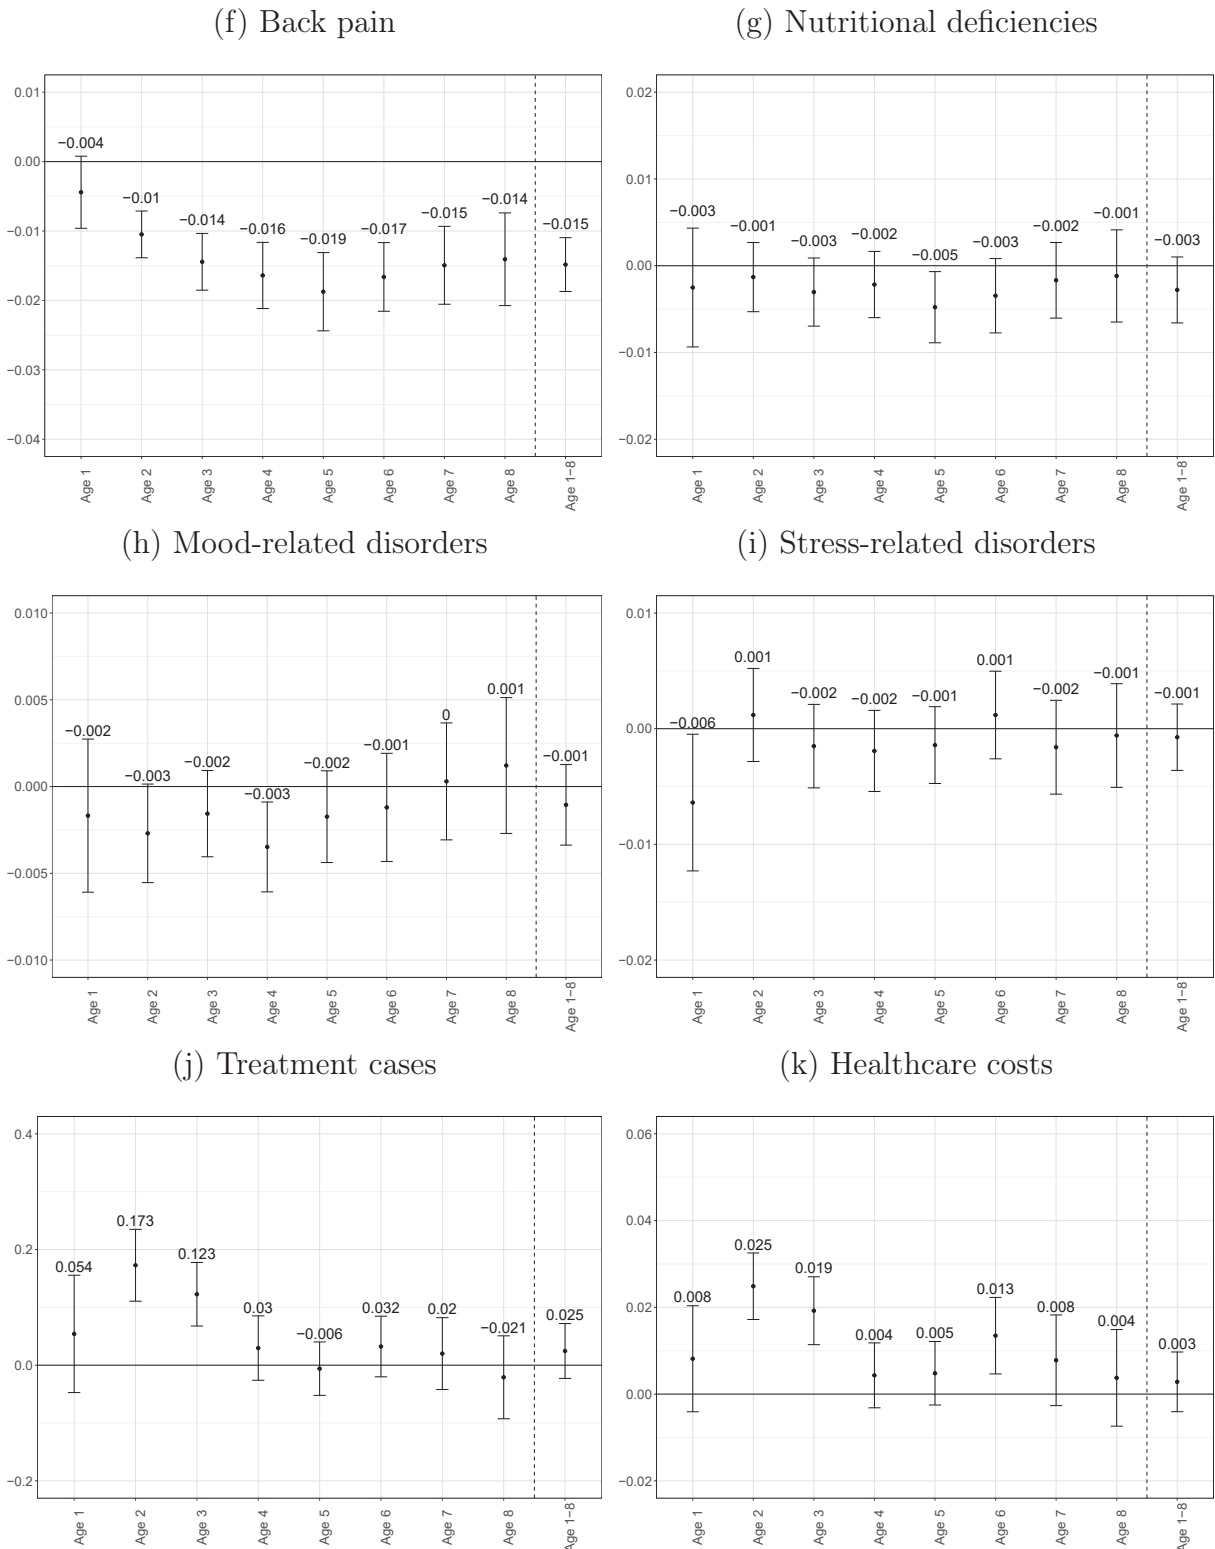 (f) Back pain
0.01
0.00
−0.01
−0.02
−0.03
−0.04
−0.004
−0.01
−0.014
−0.016
−0.019
−0.017
−0.015
−0.014
−0.015
Age 1
Age 2
Age 3
Age 4
Age 5
Age 6
Age 7
Age 8
Age 1−8
(g) Nutritional deficiencies
0.02
0.01
0.00
−0.01
−0.02
−0.003
−0.001
−0.003
−0.002
−0.005
−0.003
−0.002
−0.001
−0.003
Age 1
Age 2
Age 3
Age 4
Age 5
Age 6
Age 7
Age 8
Age 1−8
(h) Mood-related disorders
0.010
0.005
0.000
−0.005
−0.010
−0.002
−0.003
−0.002
−0.003
−0.002
−0.001
0
0.001
−0.001
Age 1
Age 2
Age 3
Age 4
Age 5
Age 6
Age 7
Age 8
Age 1−8
(i) Stress-related disorders
0.01
0.00
−0.01
−0.02
−0.006
0.001
−0.002
−0.002
−0.001
0.001
−0.002
−0.001
−0.001
Age 1
Age 2
Age 3
Age 4
Age 5
Age 6
Age 7
Age 8
Age 1−8
(j) Treatment cases
0.4
0.2
0.0
−0.2
0.054
0.173
0.123
0.03
−0.006
0.032
0.02
−0.021
0.025
Age 1
Age 2
Age 3
Age 4
Age 5
Age 6
Age 7
Age 8
Age 1−8
(k) Healthcare costs
0.06
0.04
0.02
0.00
−0.02
0.008
0.025
0.019
0.004
0.005
0.013
0.008
0.004
0.003
Age 1
Age 2
Age 3
Age 4
Age 5
Age 6
Age 7
Age 8
Age 1−8